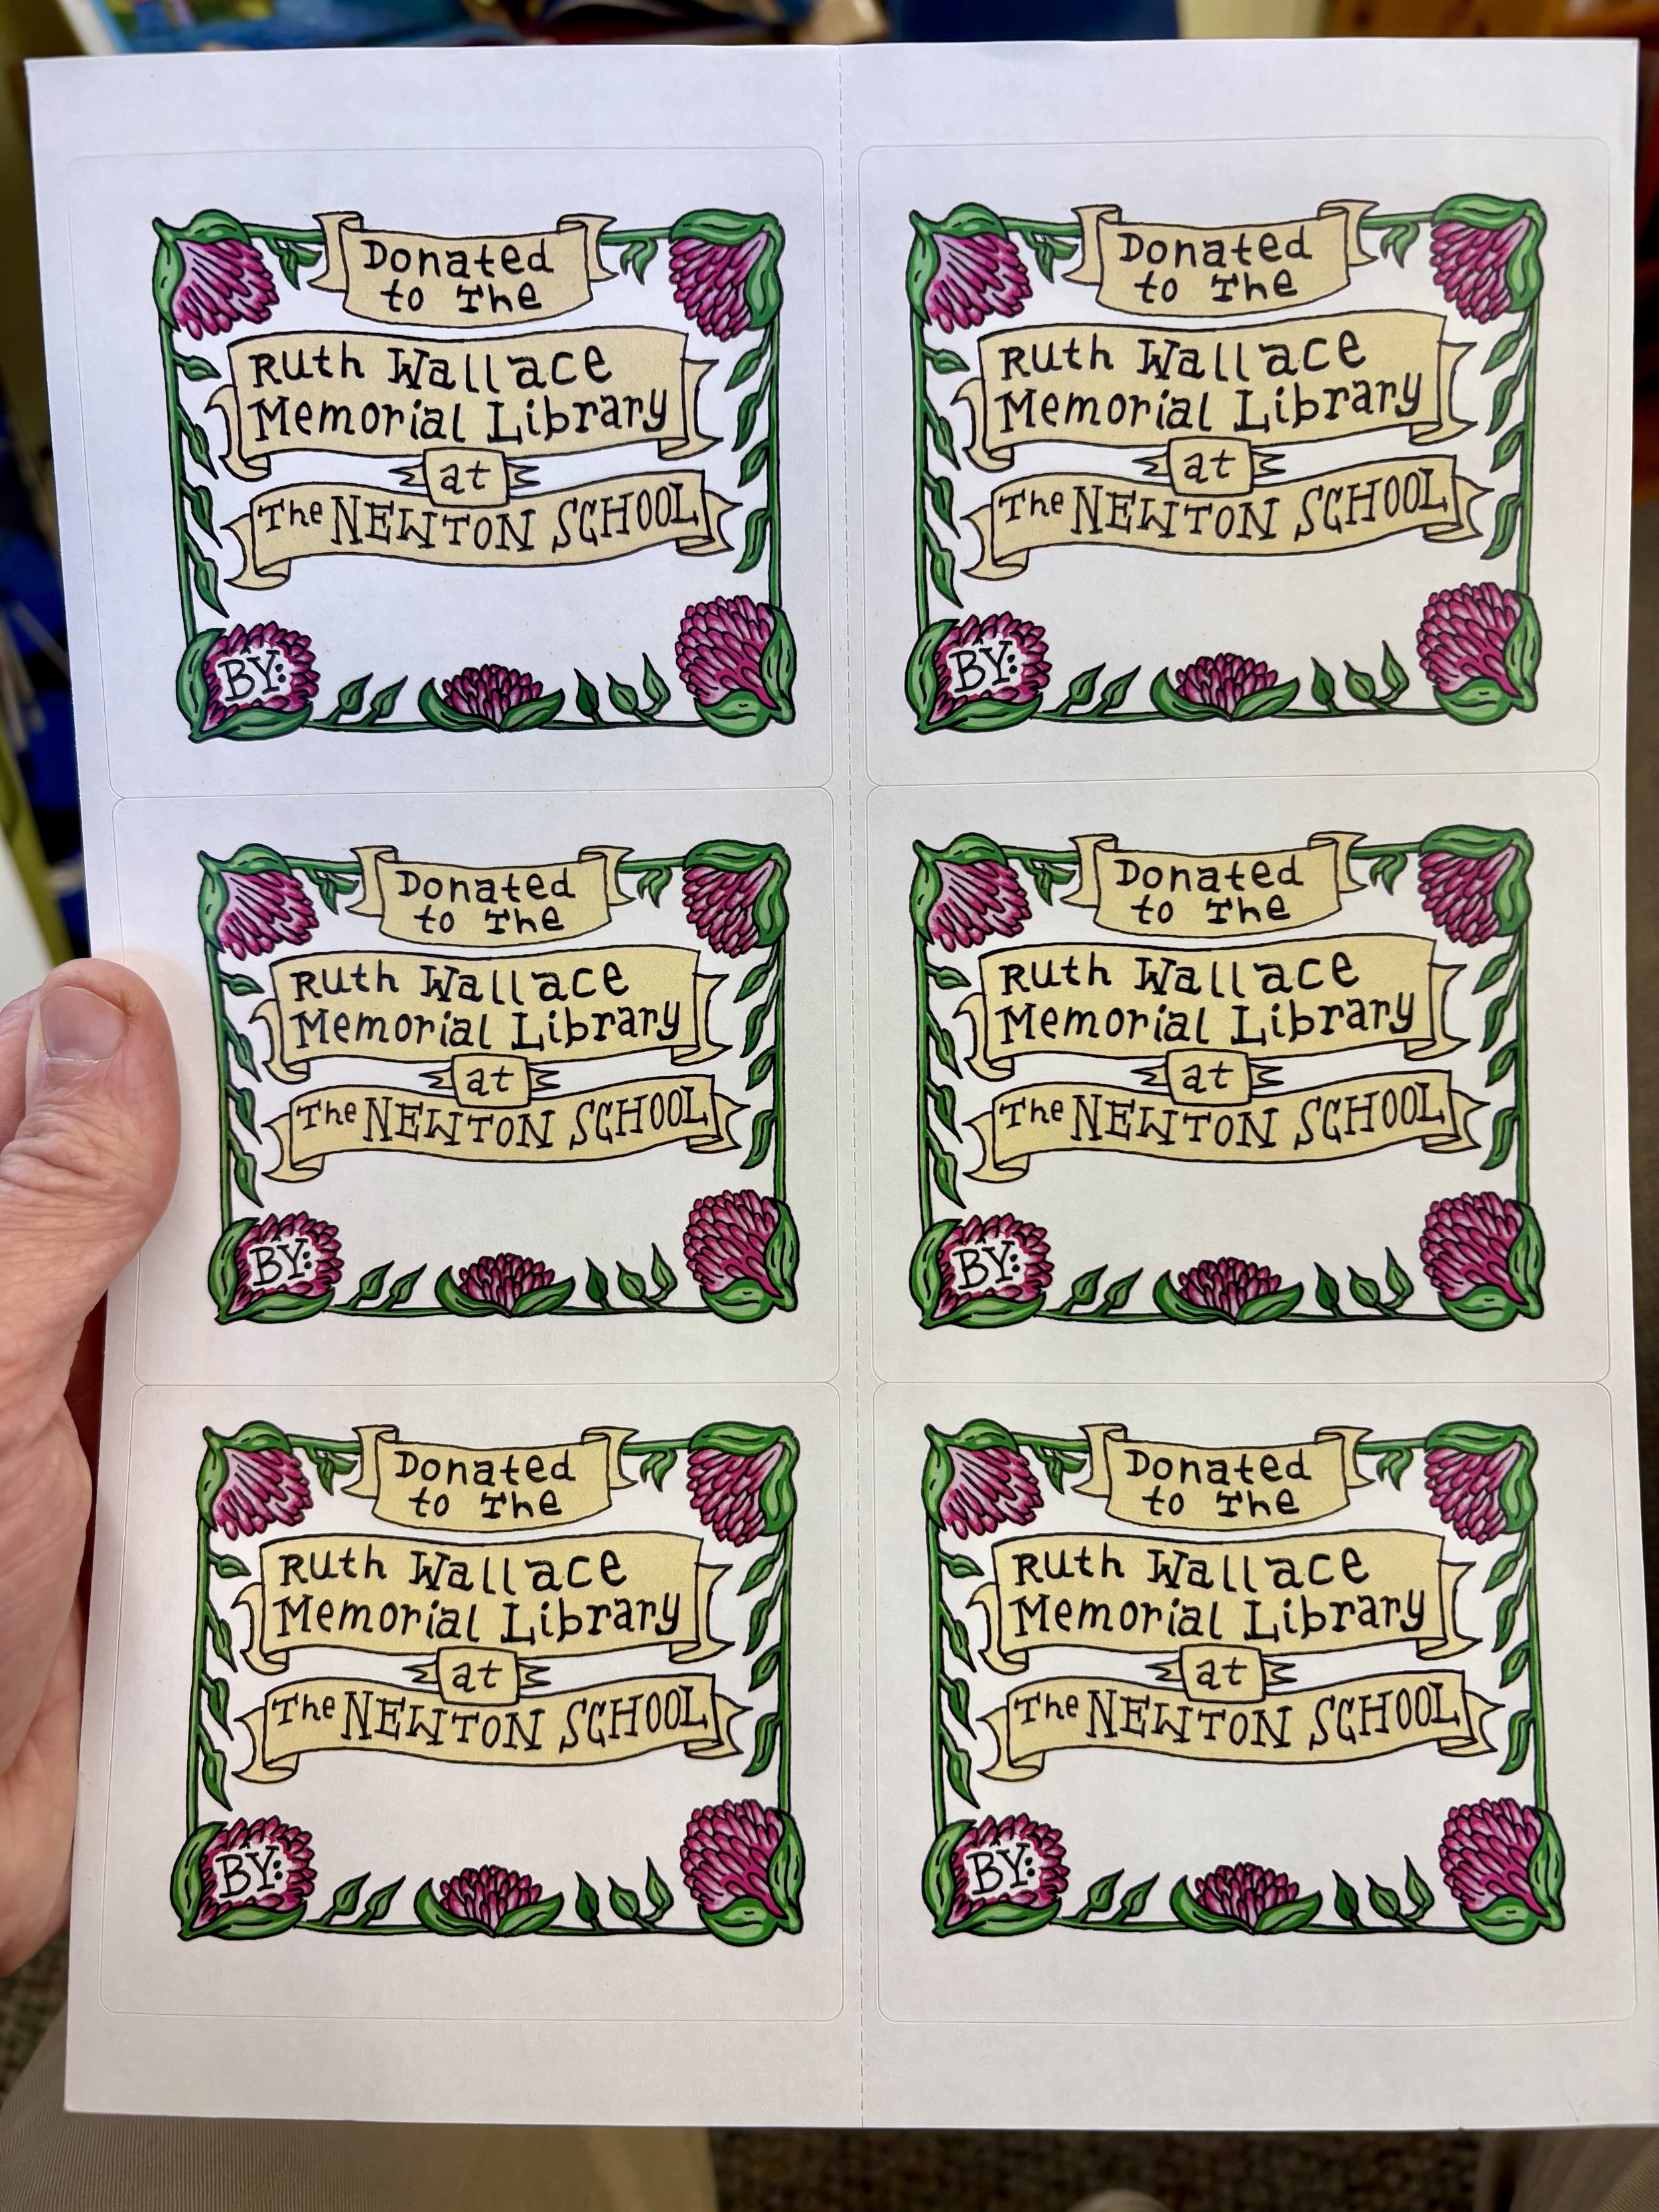 Donated
to The
Ruth Wallace
Memorial Library
at
The NEWTON SCHOOL
BY:
Donated
to The
Ruth Wallace
Memorial Library
at
The NEWTON SCHOOL
BY:
Donated
to The
Ruth Wallace
Memorial Library
at
The NEWTON SCHOOL
BY:
Donated
to The
Ruth Wallace
Memorial Library
at
The NEWTON SCHOOL
BY:
Donated
to The
Ruth Wallace
Memorial Library
at
The NEWTON SCHOOL
BY:
Donated
to The
Ruth Wallace
Memorial Library
at
The NEWTON SCHOOL
BY: